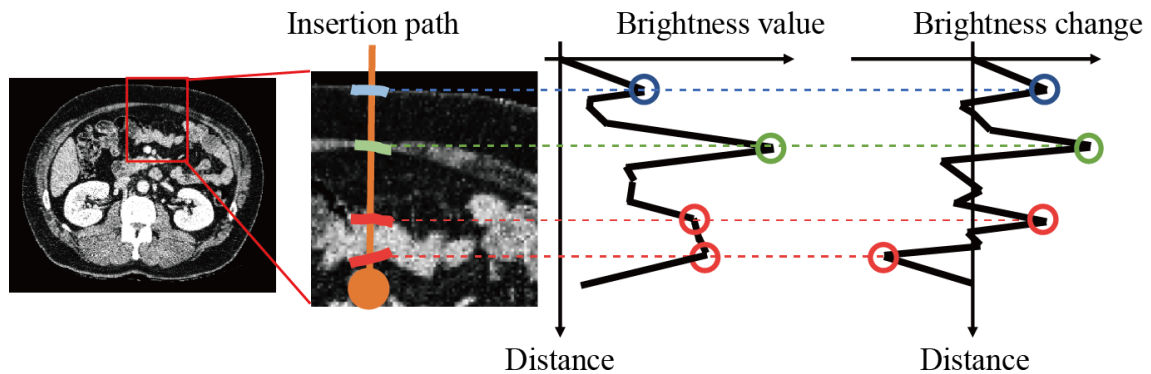 Insertion path
Brightness value
Brightness change
Distance
Distance